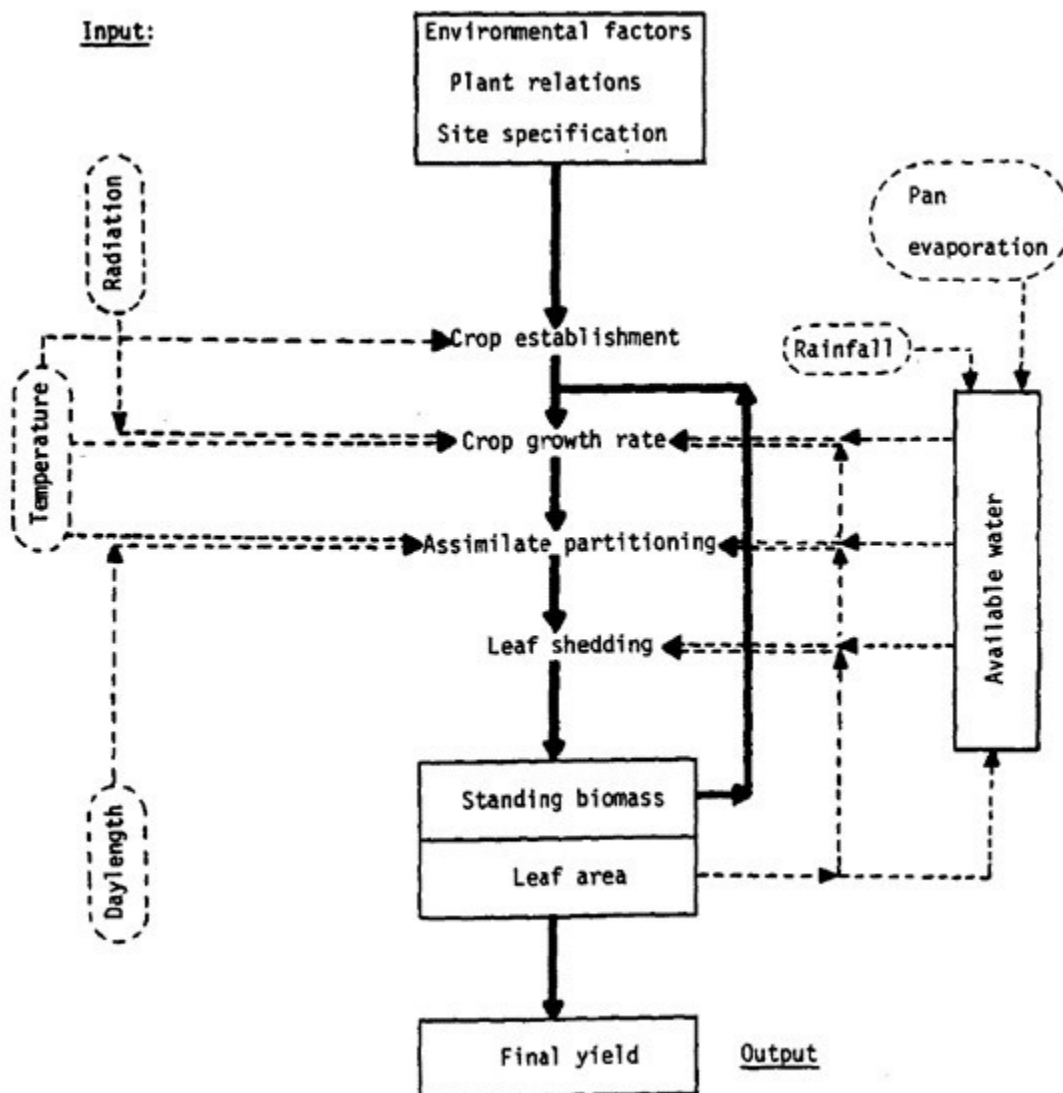 Input:
Environmental factors
Plant relations
Site specification
Radiation
Pan
evaporation
Crop establishment
Rainfall
Temperature
Crop growth rate
Assimilate partitioning
Available water
Leaf shedding
Standing biomass
Daylength
Leaf area
Final yield
Output